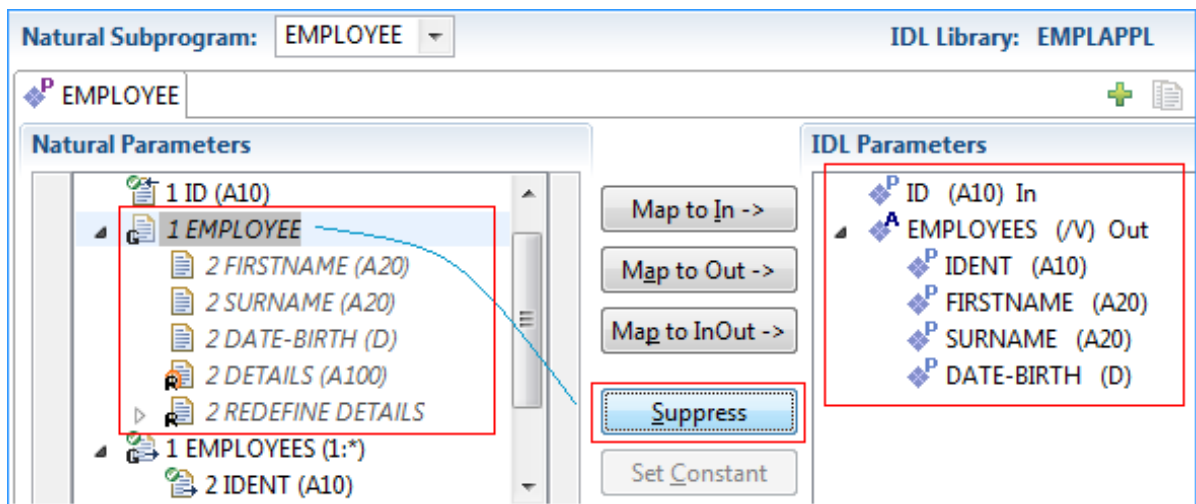 Natural Subprogram: EMPLOYEE IDL Library: EMPLAPPL
P EMPLOYEE
Natural Parameters
1 ID (A10)
G 1 EMPLOYEE
2 FIRSTNAME (A20)
2 SURNAME (A20)
2 DATE-BIRTH (D)
R 2 DETAILS (A100)
R 2 REDEFINE DETAILS
G 1 EMPLOYEES (1:*)
2 IDENT (A10)
Map to In ->
Map to Out ->
Map to InOut ->
Suppress
Set Constant
IDL Parameters
P ID (A10) In
A EMPLOYEES (/V) Out
P IDENT (A10)
P FIRSTNAME (A20)
P SURNAME (A20)
P DATE-BIRTH (D)